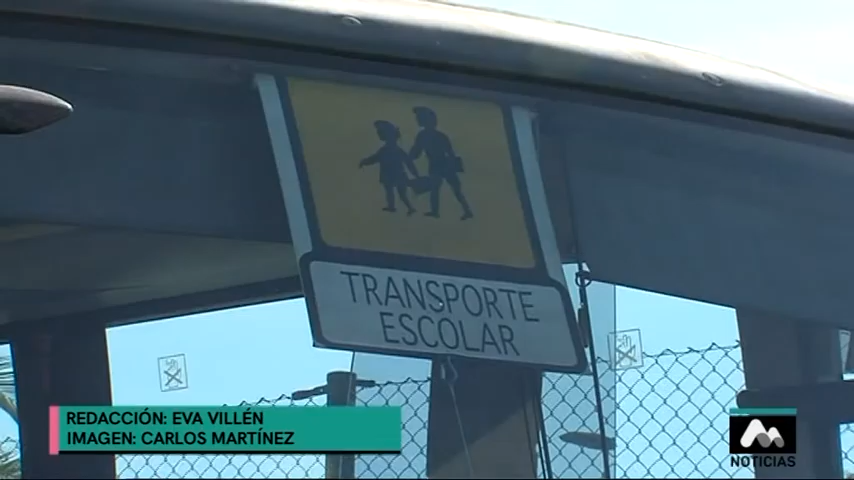 TRANSPORTE
ESCOLAR
REDACCIÓN: EVA VILLÉN
IMAGEN: CARLOS MARTÍNEZ
NOTICIAS